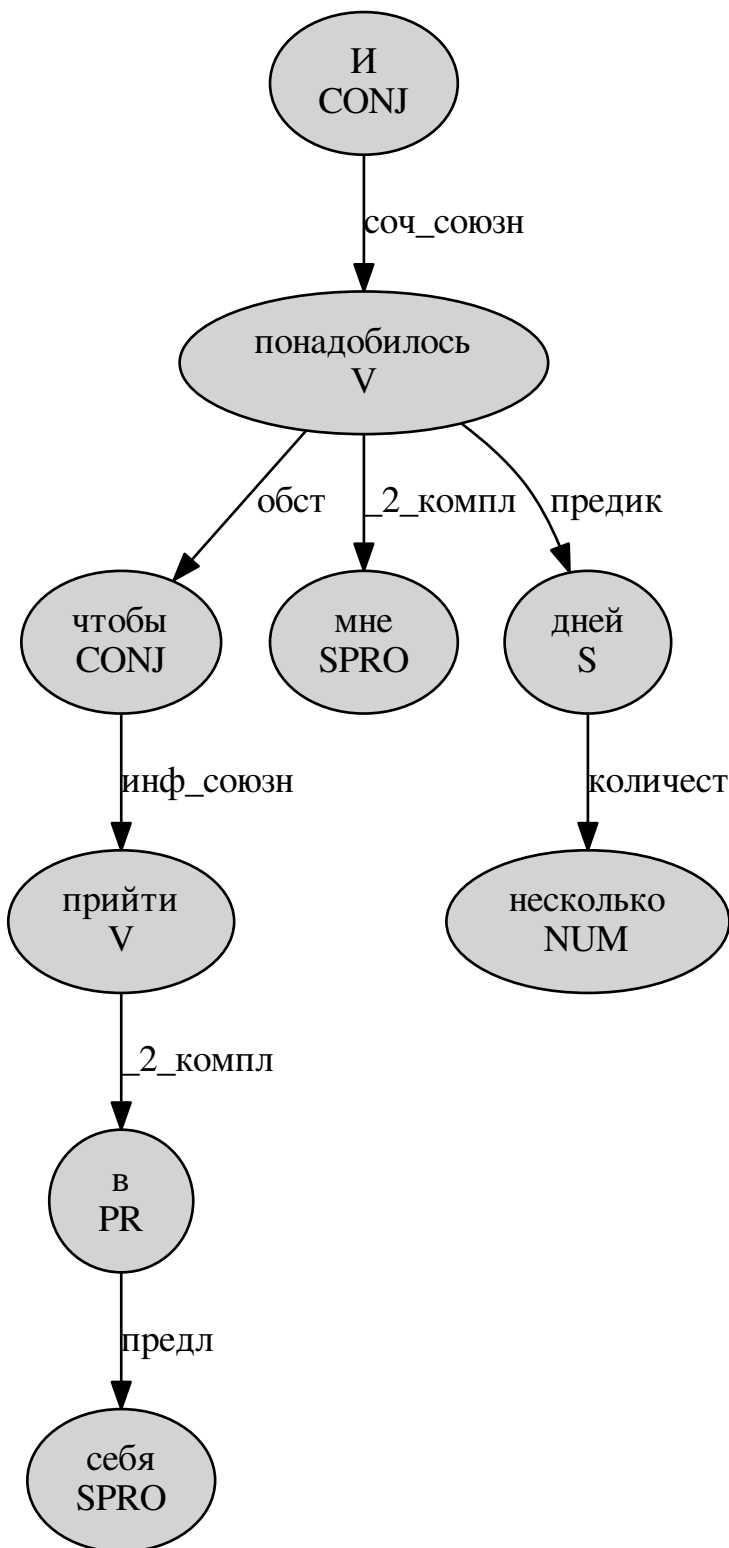 И
CONJ
соч_союзн
понадобилось
V
обст
_2_компл
предик
чтобы
CONJ
мне
SPRO
дней
S
инф_союзн
количест
прийти
V
несколько
NUM
_2_компл
в
PR
предл
себя
SPRO